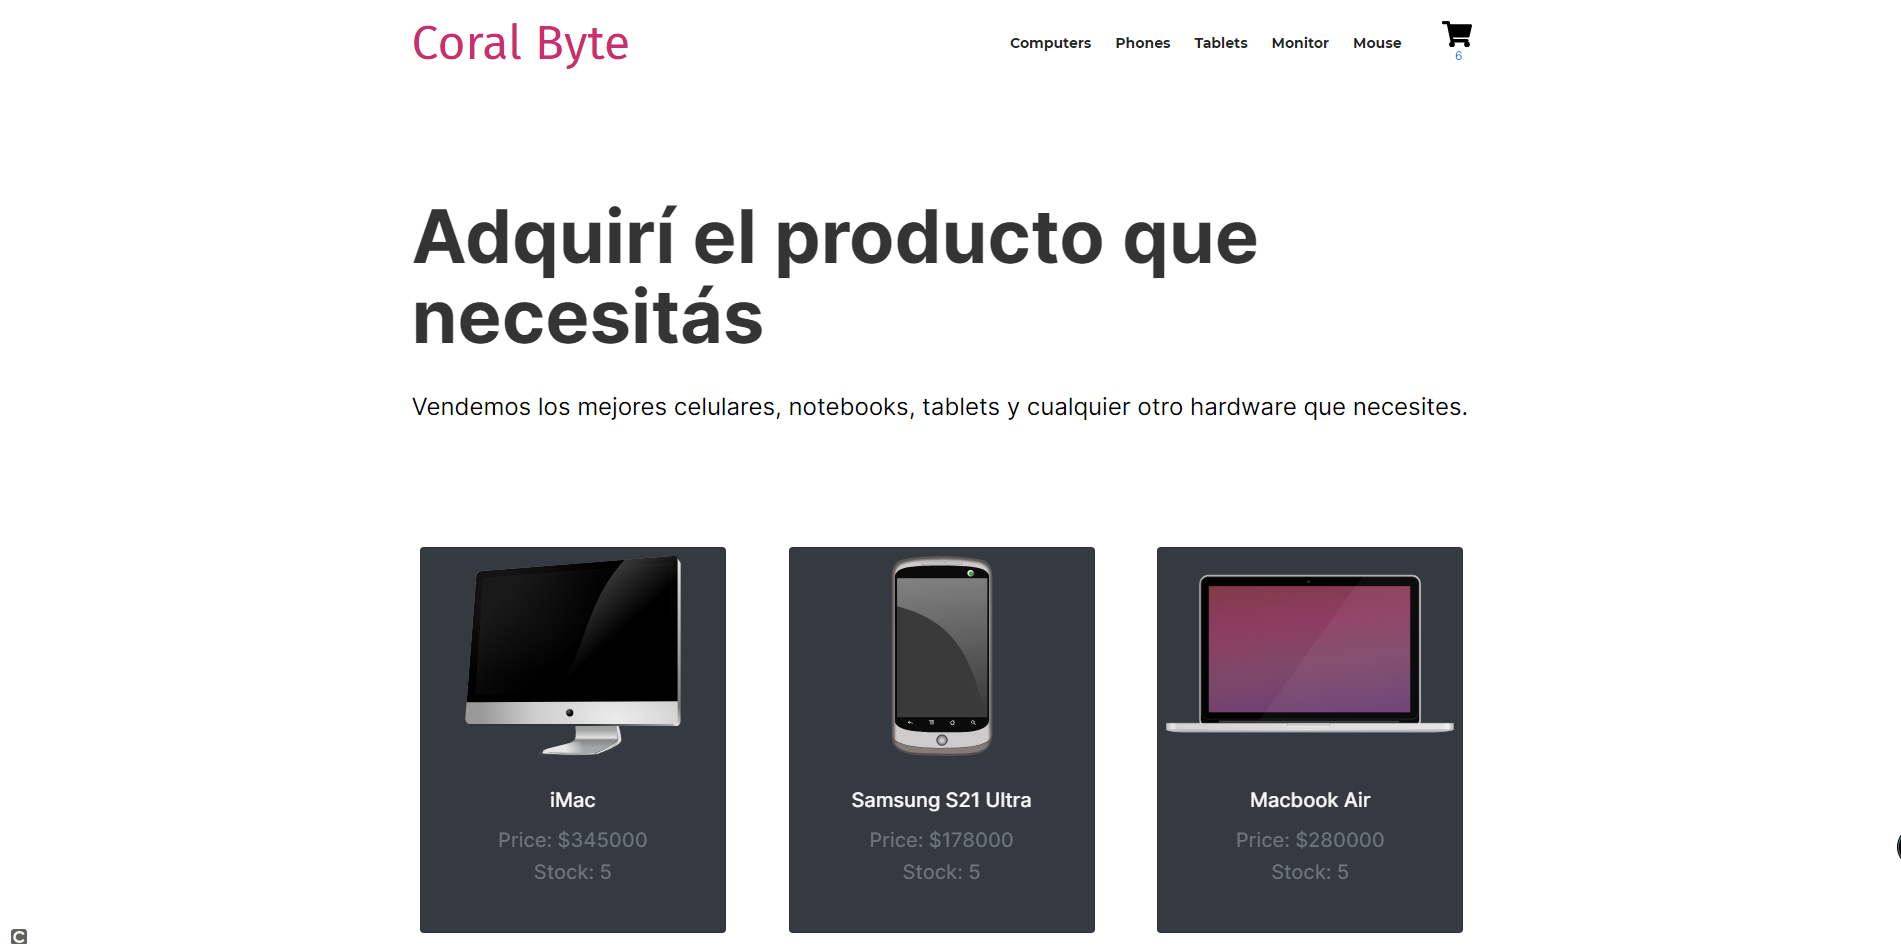 Coral Byte
Computers Phones Tablets Monitor Mouse
6
Adquirí el producto que
necesitás
Vendemos los mejores celulares, notebooks, tablets y cualquier otro hardware que necesites.
iMac
Price: $345000
Stock: 5
Samsung S21 Ultra
Price: $178000
Stock: 5
Macbook Air
Price: $280000
Stock: 5
C